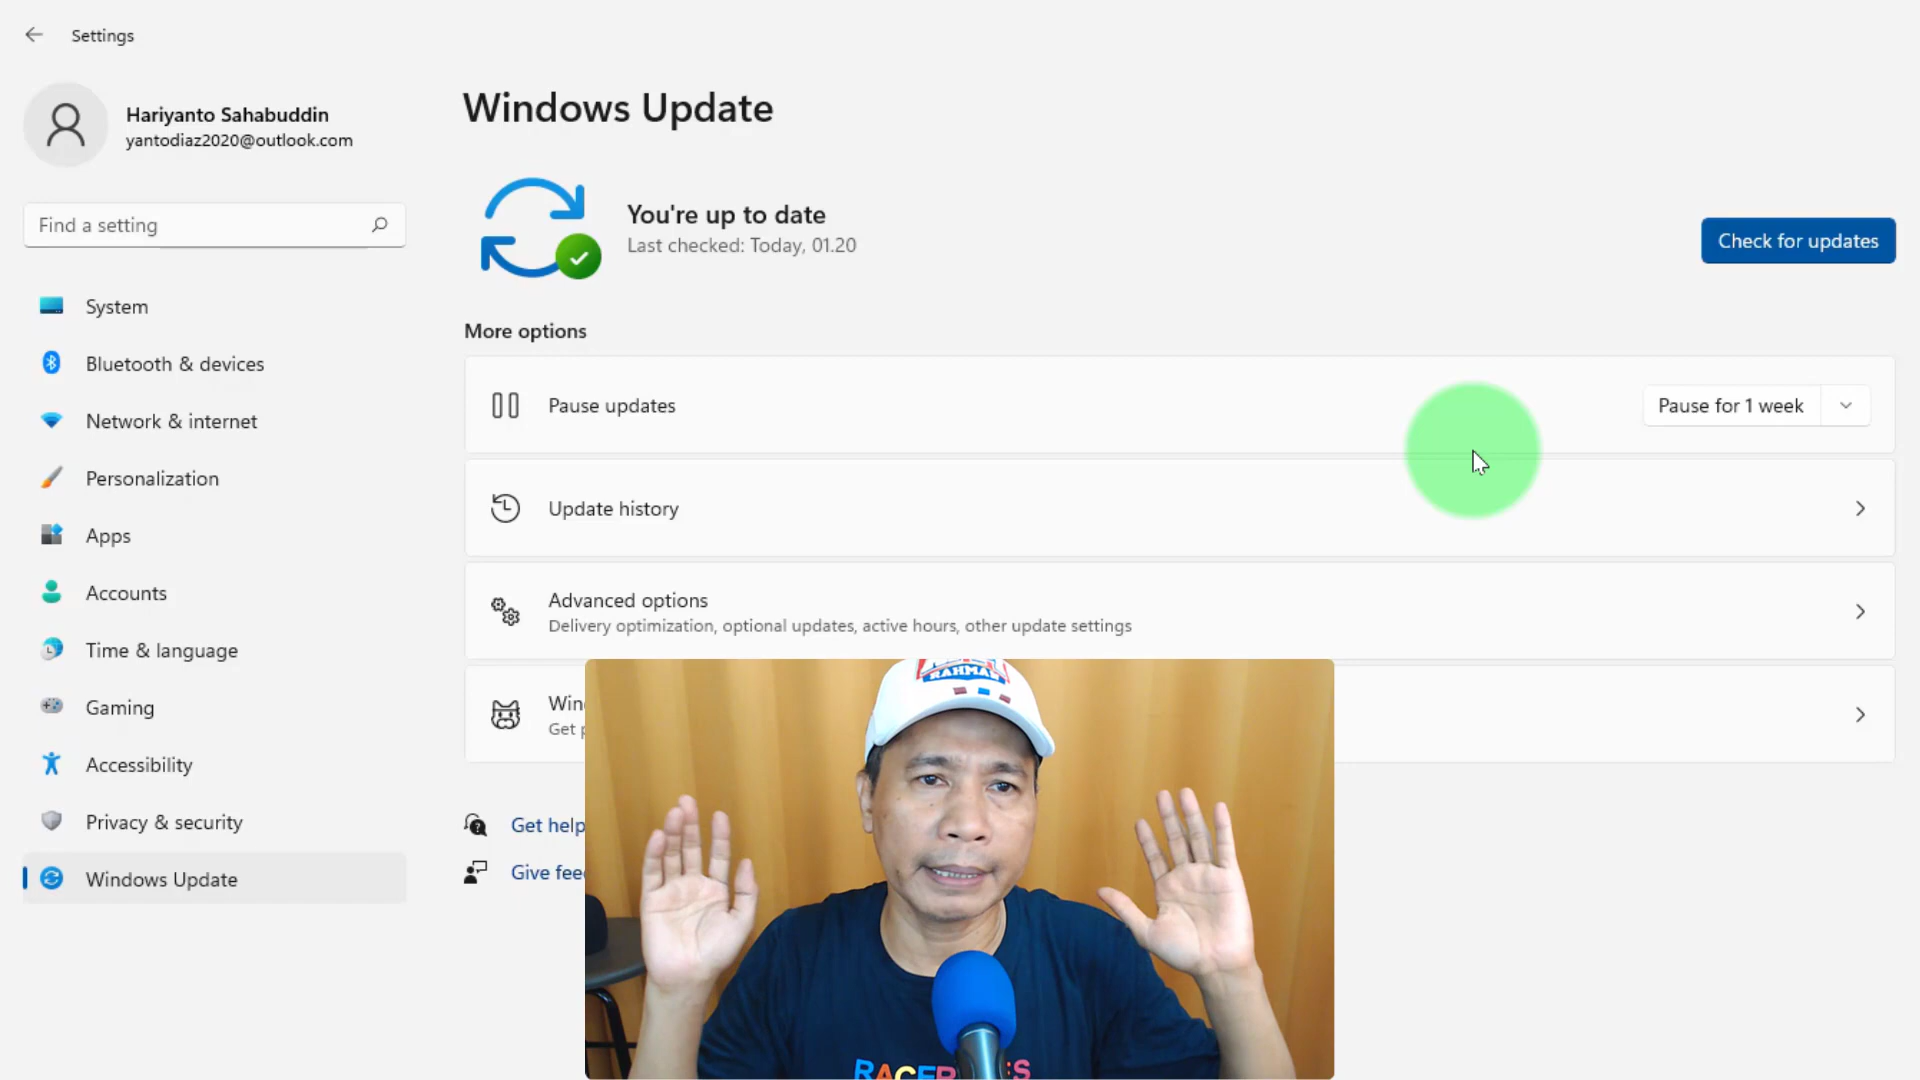 Settings
Hariyanto Sahabuddin
yantodiaz2020@outlook.com
Find a setting
System
Bluetooth & devices
Network & internet
Personalization
Apps
Accounts
Time & language
Gaming
Accessibility
Privacy & security
Windows Update
Windows Update
You're up to date
Last checked: Today, 01.20
Check for updates
More options
Pause updates
Pause for 1 week
Update history
Advanced options
Delivery optimization, optional updates, active hours, other update settings
Get
Get help
Give
RAHMAN